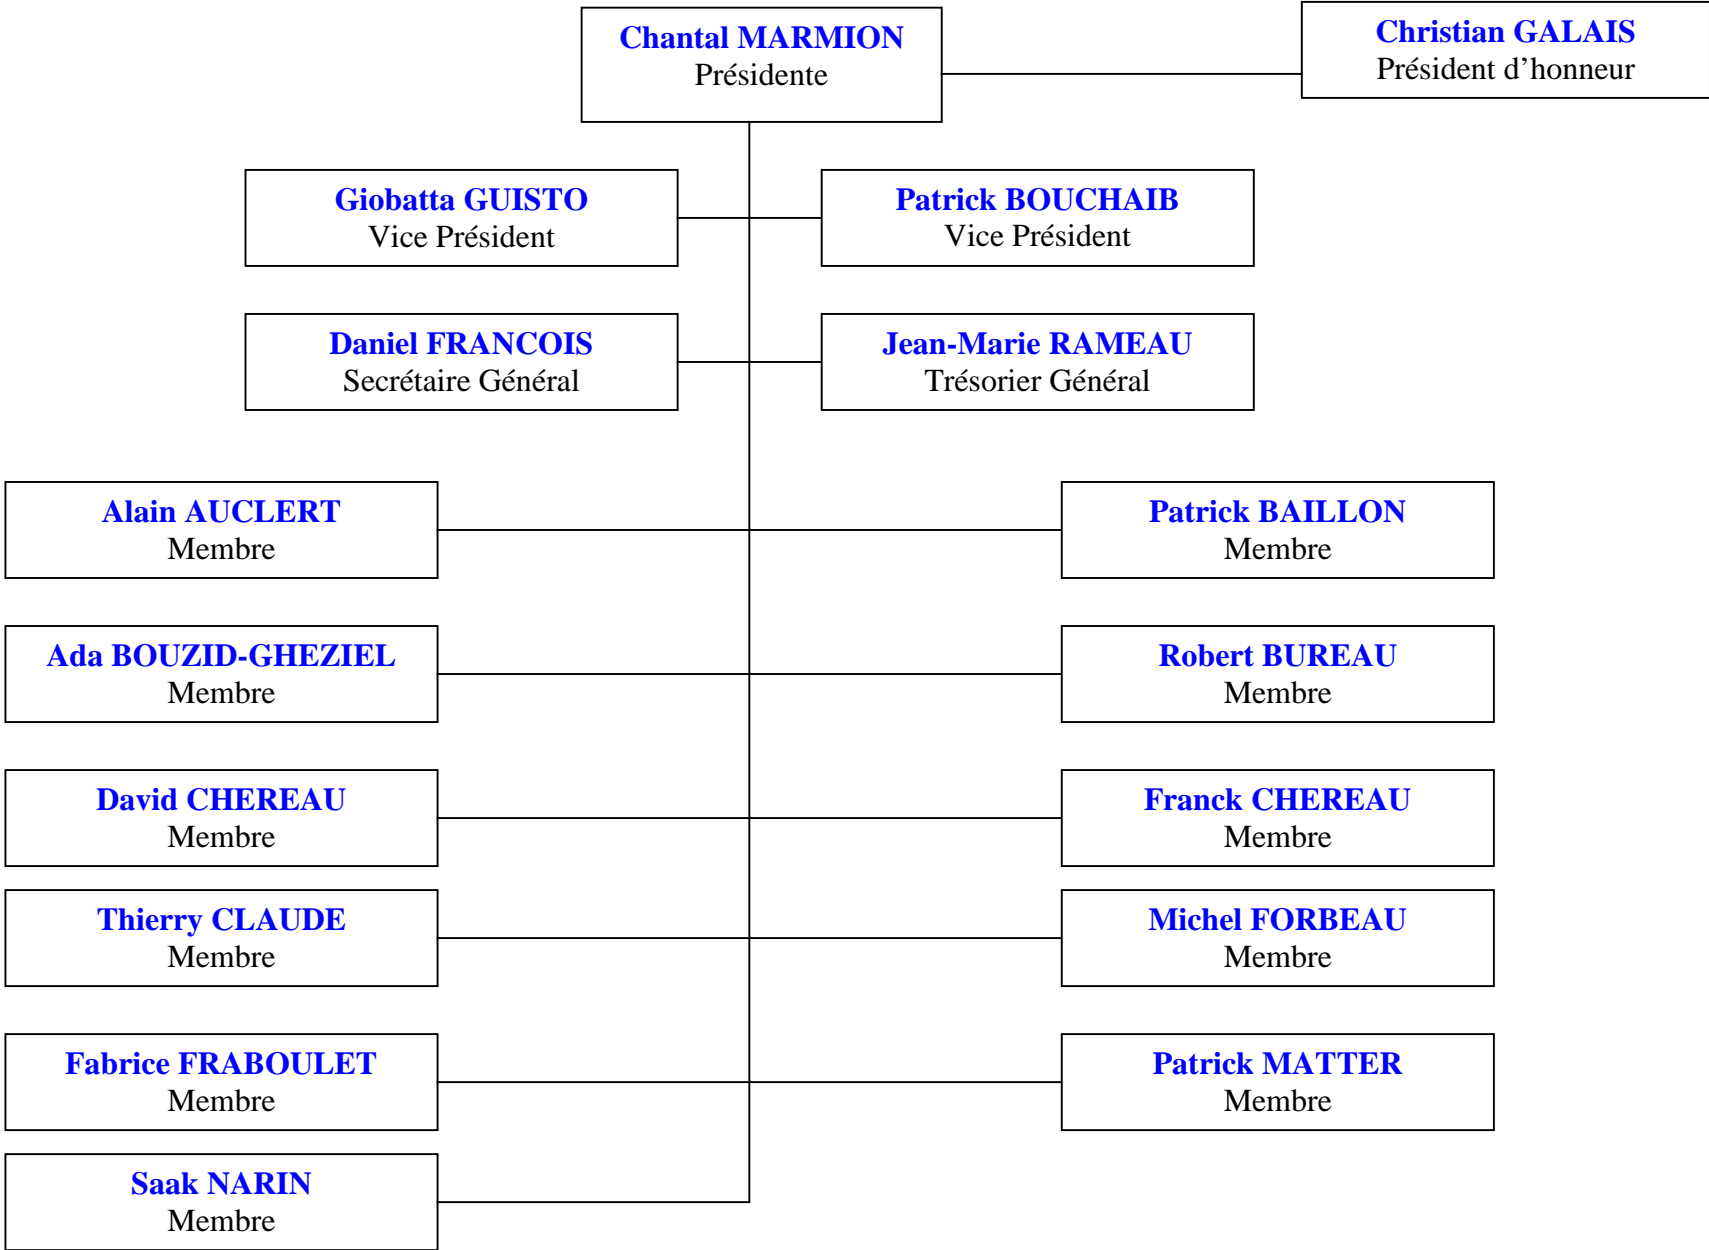 Chantal MARMION
Présidente
Christian GALAIS
Président d’honneur
Giobatta GUISTO
Vice Président
Patrick BOUCHAIB
Vice Président
Daniel FRANCOIS
Secrétaire Général
Jean-Marie RAMEAU
Trésorier Général
Alain AUCLERT
Membre
Patrick BAILLON
Membre
Ada BOUZID-GHEZIEL
Membre
Robert BUREAU
Membre
David CHEREAU
Membre
Franck CHEREAU
Membre
Thierry CLAUDE
Membre
Michel FORBEAU
Membre
Fabrice FRABOULET
Membre
Patrick MATTER
Membre
Saak NARIN
Membre